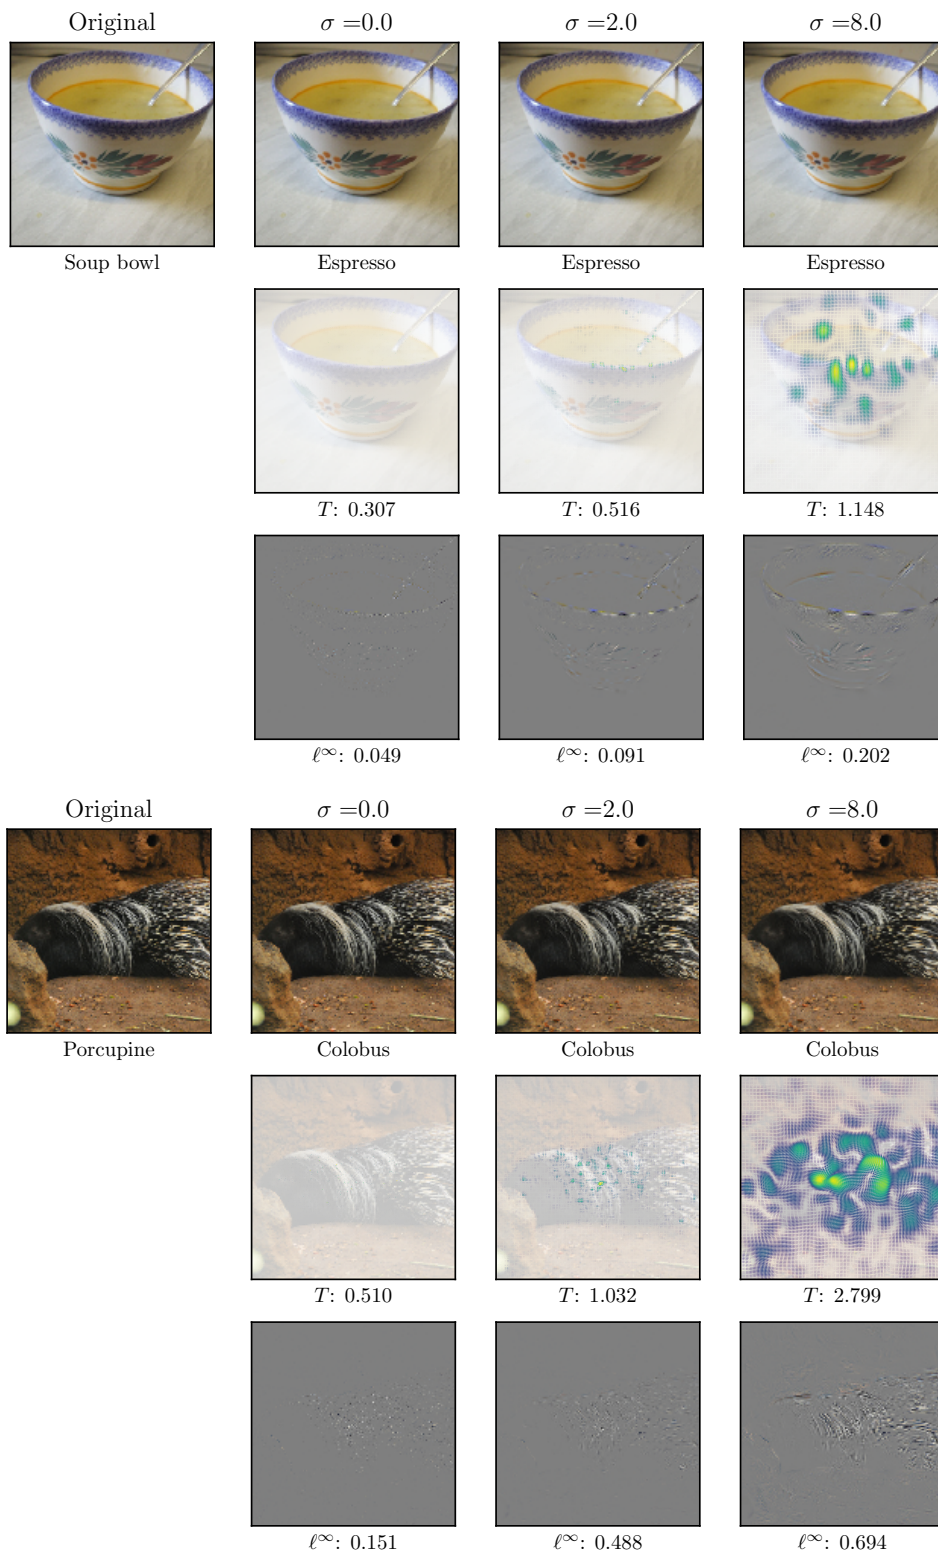 Original σ =0.0 σ =2.0 σ =8.0
Soup bowl Espresso Espresso Espresso
T: 0.307 T: 0.516 T: 1.148
ℓ∞: 0.049 ℓ∞: 0.091 ℓ∞: 0.202
Original σ =0.0 σ =2.0 σ =8.0
Porcupine Colobus Colobus Colobus
T: 0.510 T: 1.032 T: 2.799
ℓ∞: 0.151 ℓ∞: 0.488 ℓ∞: 0.694